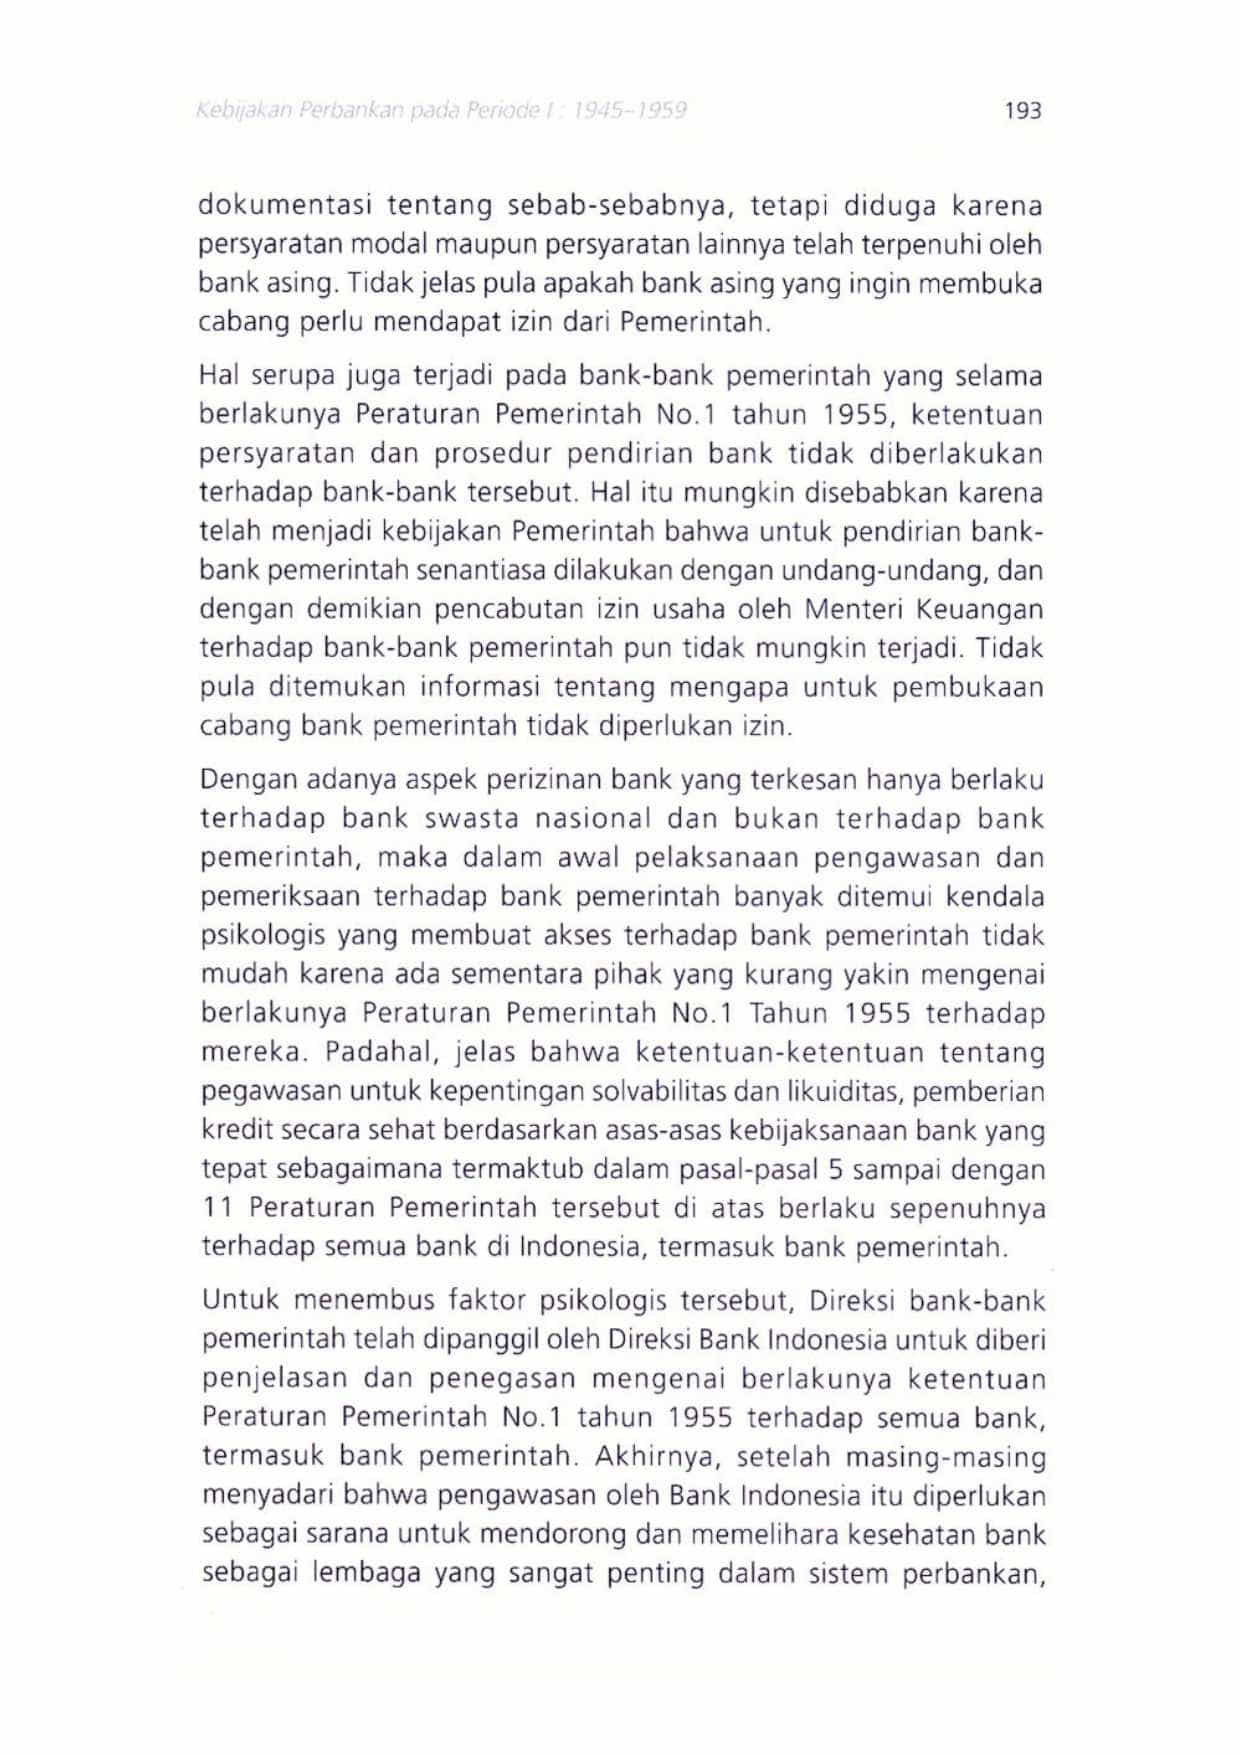 Kebijakan Perbankan pada Periode I : 1945–1959 193
dokumentasi tentang sebab-sebabnya, tetapi diduga karena
persyaratan modal maupun persyaratan lainnya telah terpenuhi oleh
bank asing. Tidak jelas pula apakah bank asing yang ingin membuka
cabang perlu mendapat izin dari Pemerintah.
Hal serupa juga terjadi pada bank-bank pemerintah yang selama
berlakunya Peraturan Pemerintah No.1 tahun 1955, ketentuan
persyaratan dan prosedur pendirian bank tidak diberlakukan
terhadap bank-bank tersebut. Hal itu mungkin disebabkan karena
telah menjadi kebijakan Pemerintah bahwa untuk pendirian bank-
bank pemerintah senantiasa dilakukan dengan undang-undang, dan
dengan demikian pencabutan izin usaha oleh Menteri Keuangan
terhadap bank-bank pemerintah pun tidak mungkin terjadi. Tidak
pula ditemukan informasi tentang mengapa untuk pembukaan
cabang bank pemerintah tidak diperlukan izin.
Dengan adanya aspek perizinan bank yang terkesan hanya berlaku
terhadap bank swasta nasional dan bukan terhadap bank
pemerintah, maka dalam awal pelaksanaan pengawasan dan
pemeriksaan terhadap bank pemerintah banyak ditemui kendala
psikologis yang membuat akses terhadap bank pemerintah tidak
mudah karena ada sementara pihak yang kurang yakin mengenai
berlakunya Peraturan Pemerintah No.1 Tahun 1955 terhadap
mereka. Padahal, jelas bahwa ketentuan-ketentuan tentang
pegawasan untuk kepentingan solvabilitas dan likuiditas, pemberian
kredit secara sehat berdasarkan asas-asas kebijaksanaan bank yang
tepat sebagaimana termaktub dalam pasal-pasal 5 sampai dengan
11 Peraturan Pemerintah tersebut di atas berlaku sepenuhnya
terhadap semua bank di Indonesia, termasuk bank pemerintah.
Untuk menembus faktor psikologis tersebut, Direksi bank-bank
pemerintah telah dipanggil oleh Direksi Bank Indonesia untuk diberi
penjelasan dan penegasan mengenai berlakunya ketentuan
Peraturan Pemerintah No.1 tahun 1955 terhadap semua bank,
termasuk bank pemerintah. Akhirnya, setelah masing-masing
menyadari bahwa pengawasan oleh Bank Indonesia itu diperlukan
sebagai sarana untuk mendorong dan memelihara kesehatan bank
sebagai lembaga yang sangat penting dalam sistem perbankan,